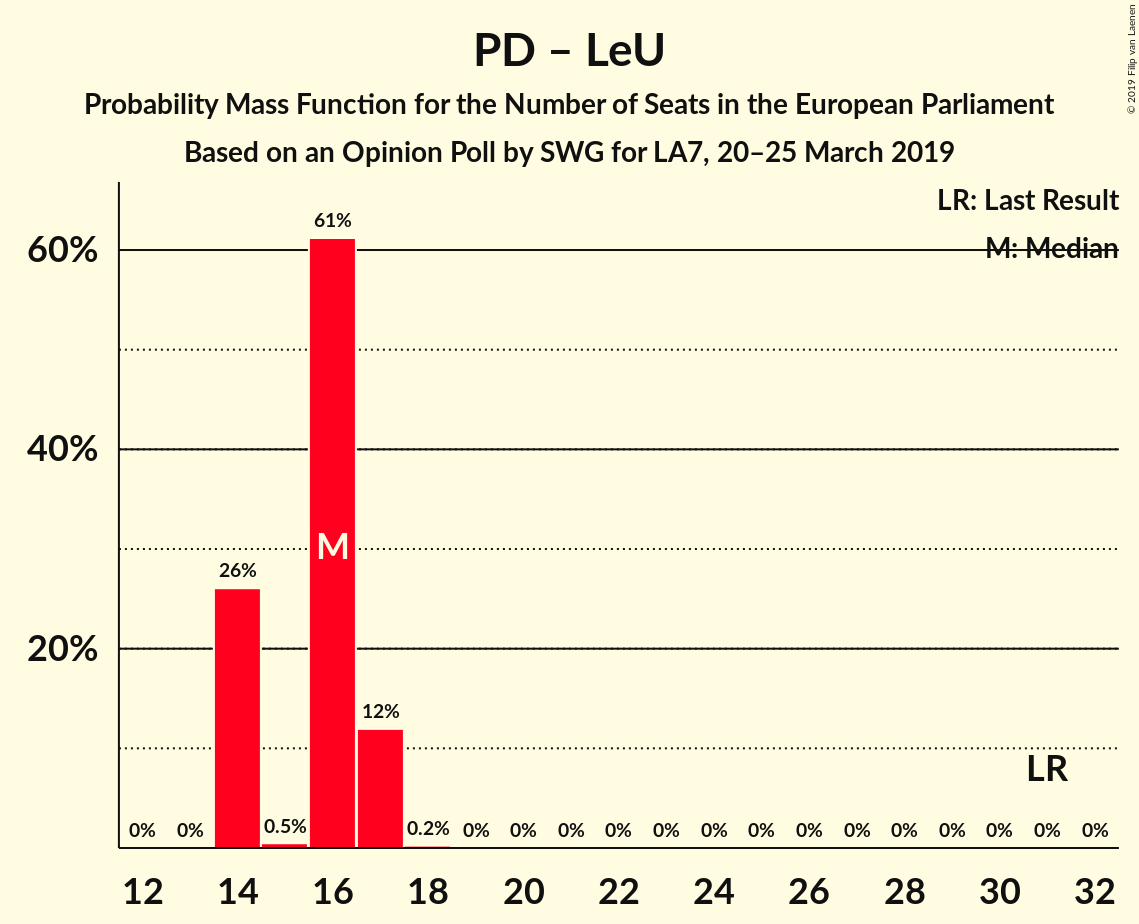 PD – LeU
Probability Mass Function for the Number of Seats in the European Parliament
Based on an Opinion Poll by SWG for LA7, 20–25 March 2019
© 2019 Filip van Laenen
LR: Last Result
M: Median
60%
40%
20%
0% 0% 26% 0.5% 61% 12% 0.2% 0% 0% 0% 0% 0% 0% 0% 0% 0% 0% 0% 0% 0% 0%
M
LR
12 14 16 18 20 22 24 26 28 30 32